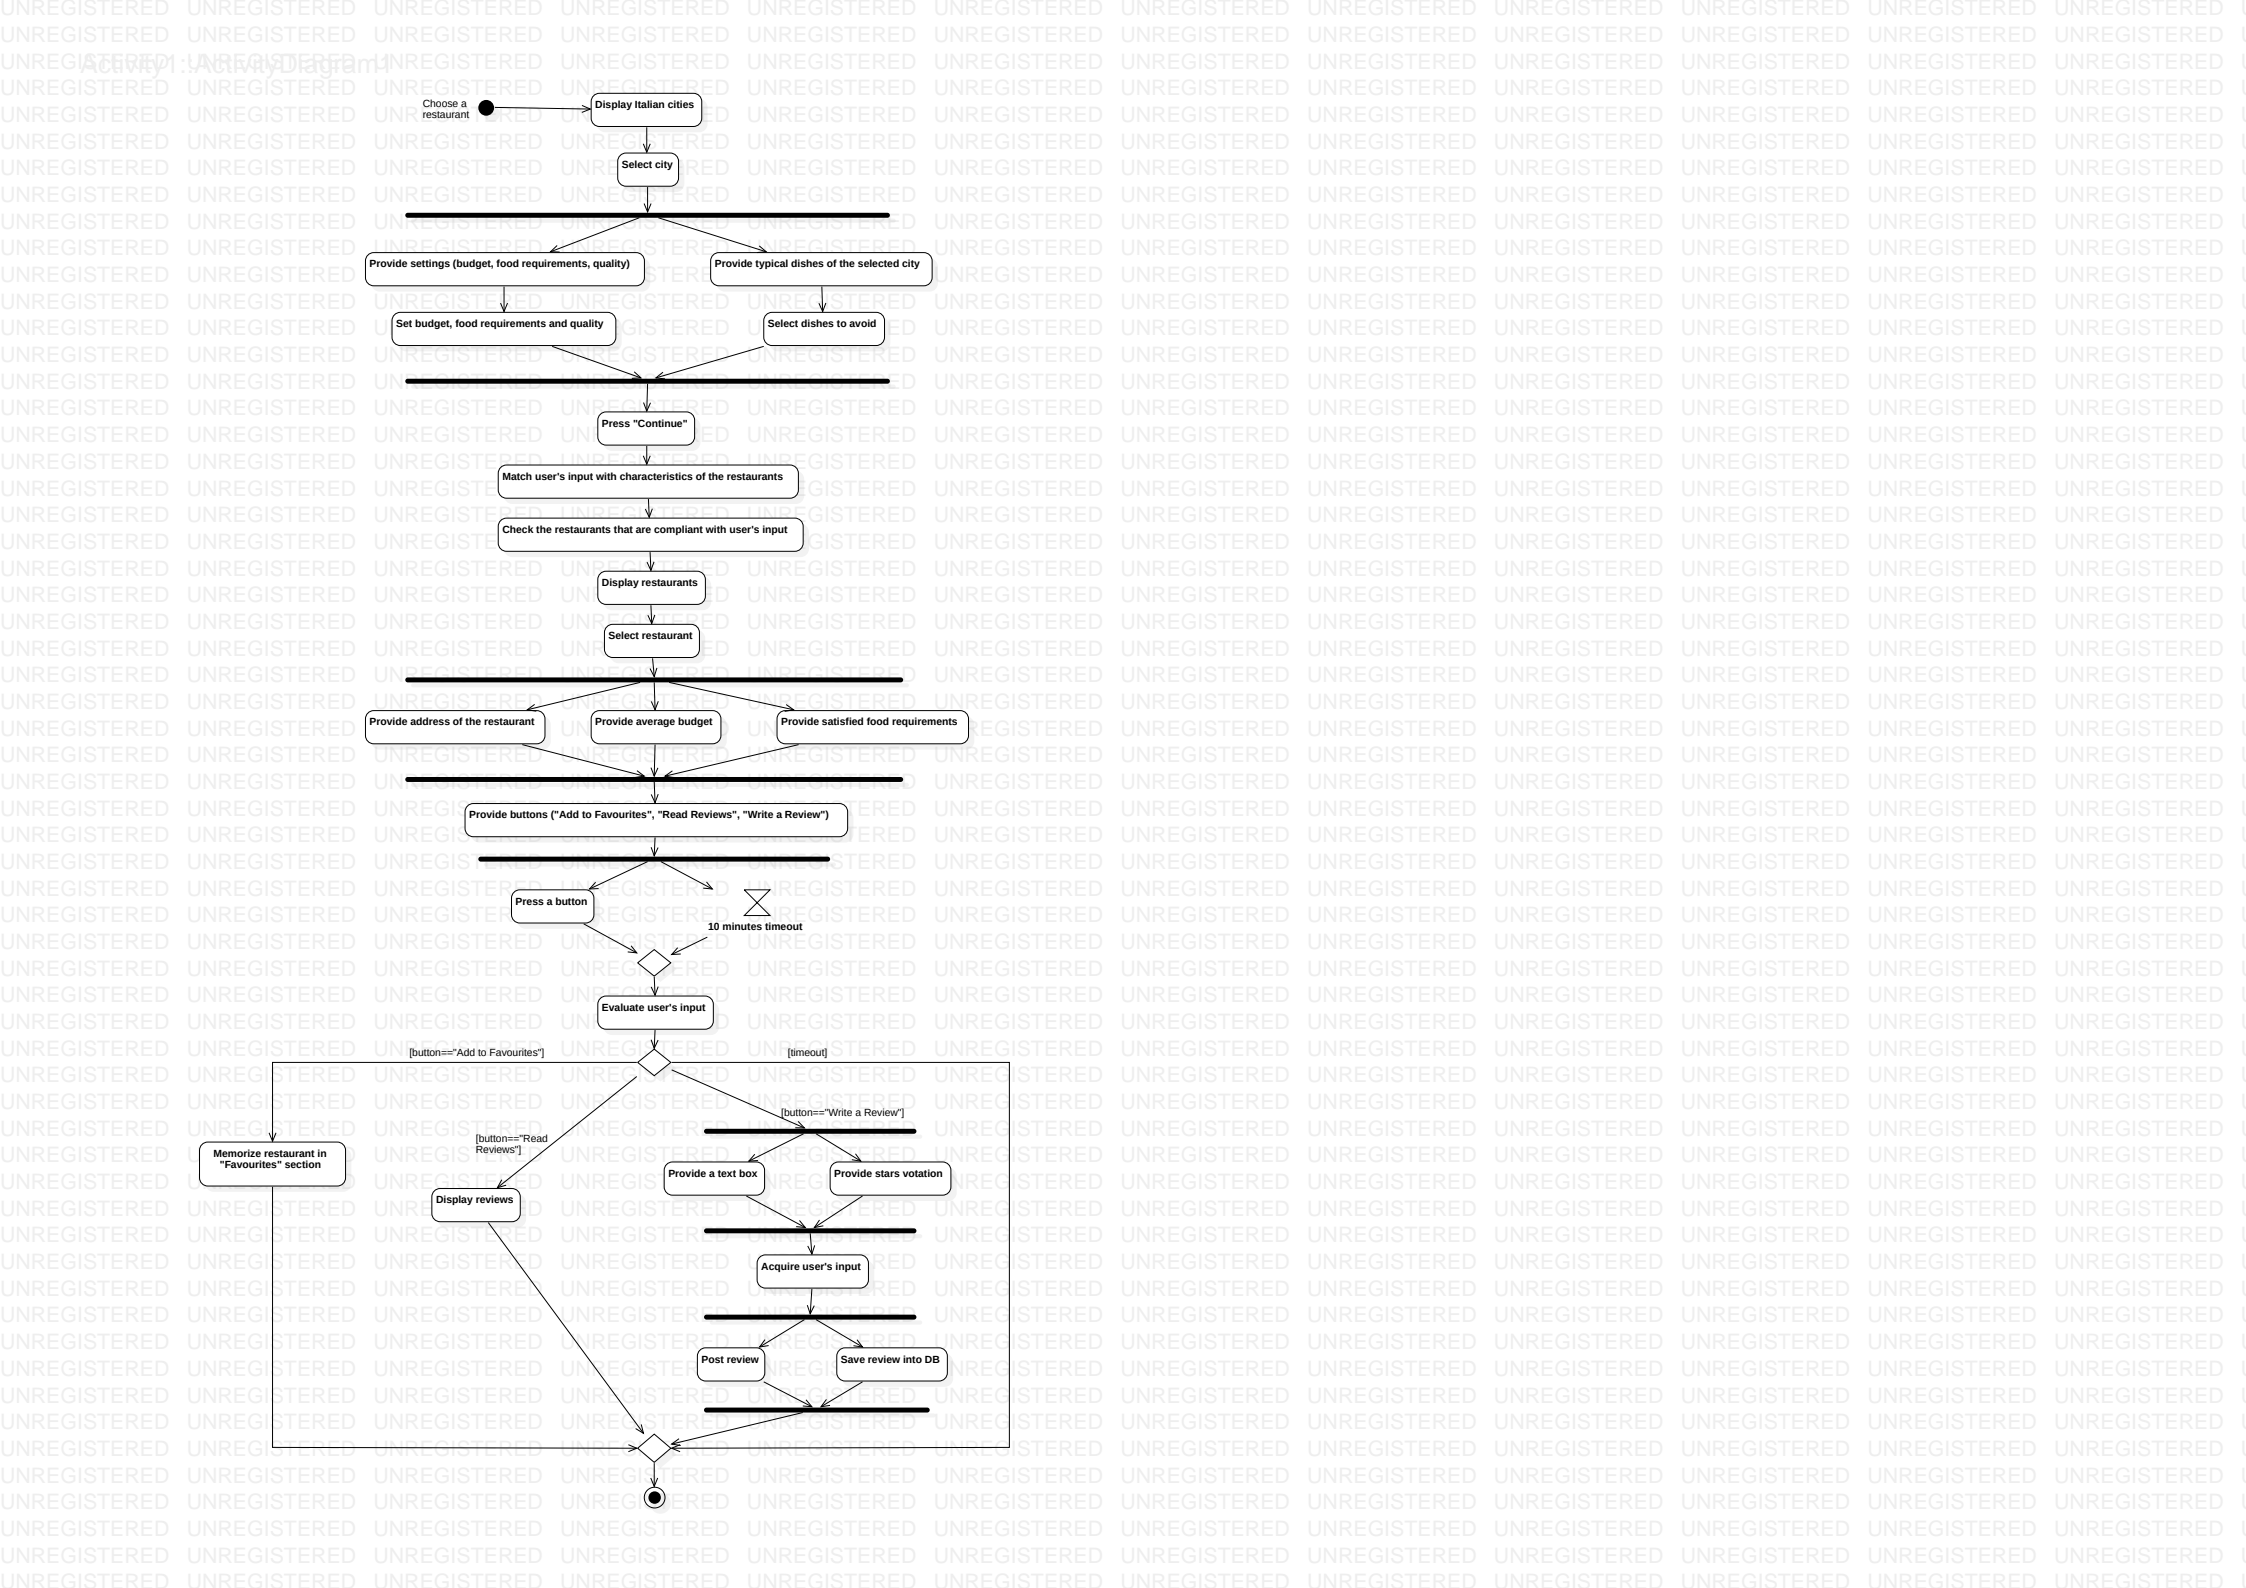 Activity1::ActivityDiagram1
Choose a
restaurant
Display Italian cities
Select city
Provide settings (budget, food requirements, quality)
Provide typical dishes of the selected city
Set budget, food requirements and quality
Select dishes to avoid
Press "Continue"
Match user's input with characteristics of the restaurants
Check the restaurants that are compliant with user's input
Display restaurants
Select restaurant
Provide address of the restaurant
Provide average budget
Provide satisfied food requirements
Provide buttons ("Add to Favourites", "Read Reviews", "Write a Review")
Press a button
10 minutes timeout
Evaluate user's input
[button=="Add to Favourites"]
[timeout]
[button=="Write a Review"]
[button=="Read
Reviews"]
Memorize restaurant in
"Favourites" section
Provide a text box
Provide stars votation
Display reviews
Acquire user's input
Post review
Save review into DB
UNREGISTERED